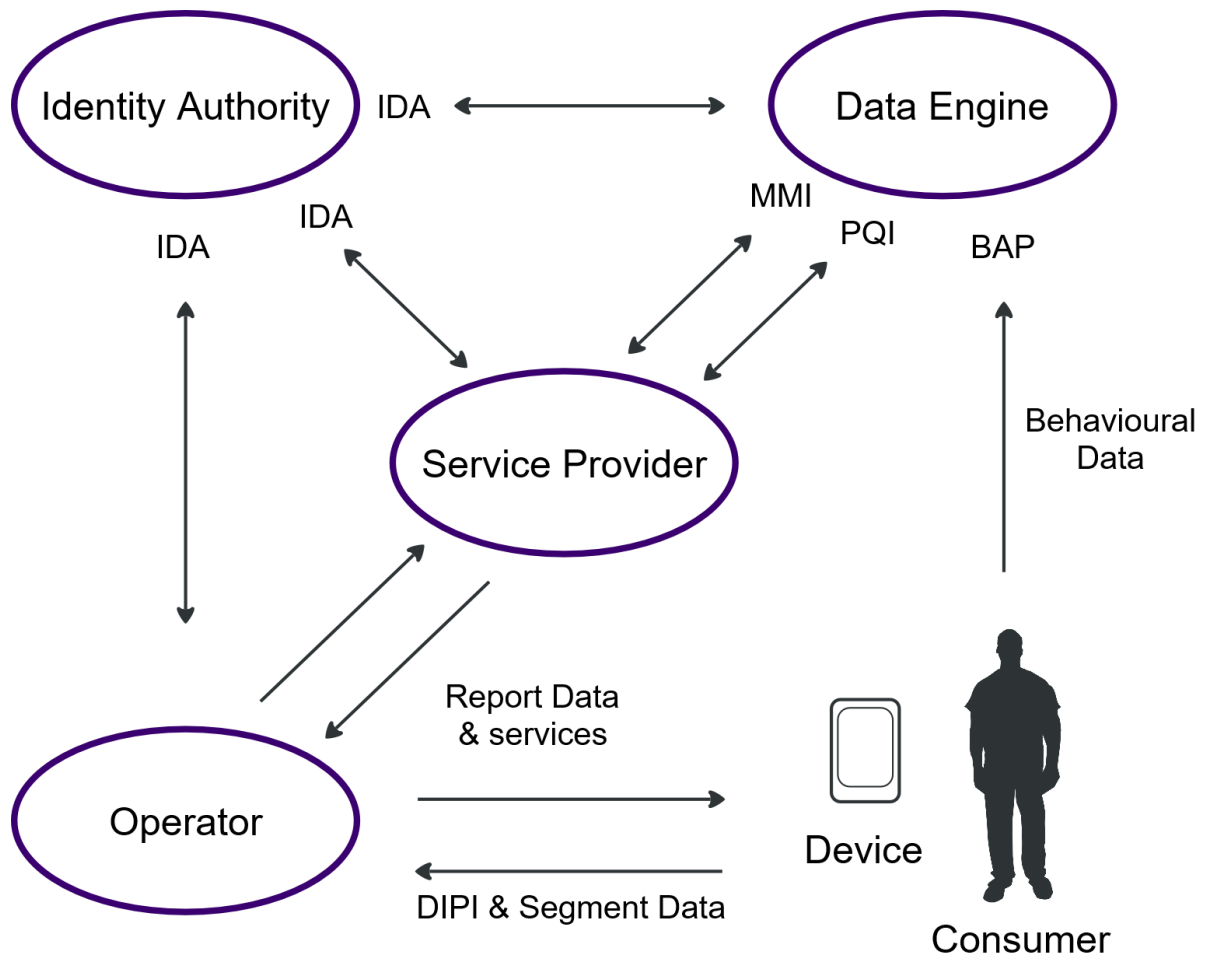 Identity Authority
IDA
Data Engine
IDA
IDA
MMI
PQI
BAP
Behavioural
Data
Service Provider
Report Data
& services
Operator
Device
DIPI & Segment Data
Consumer